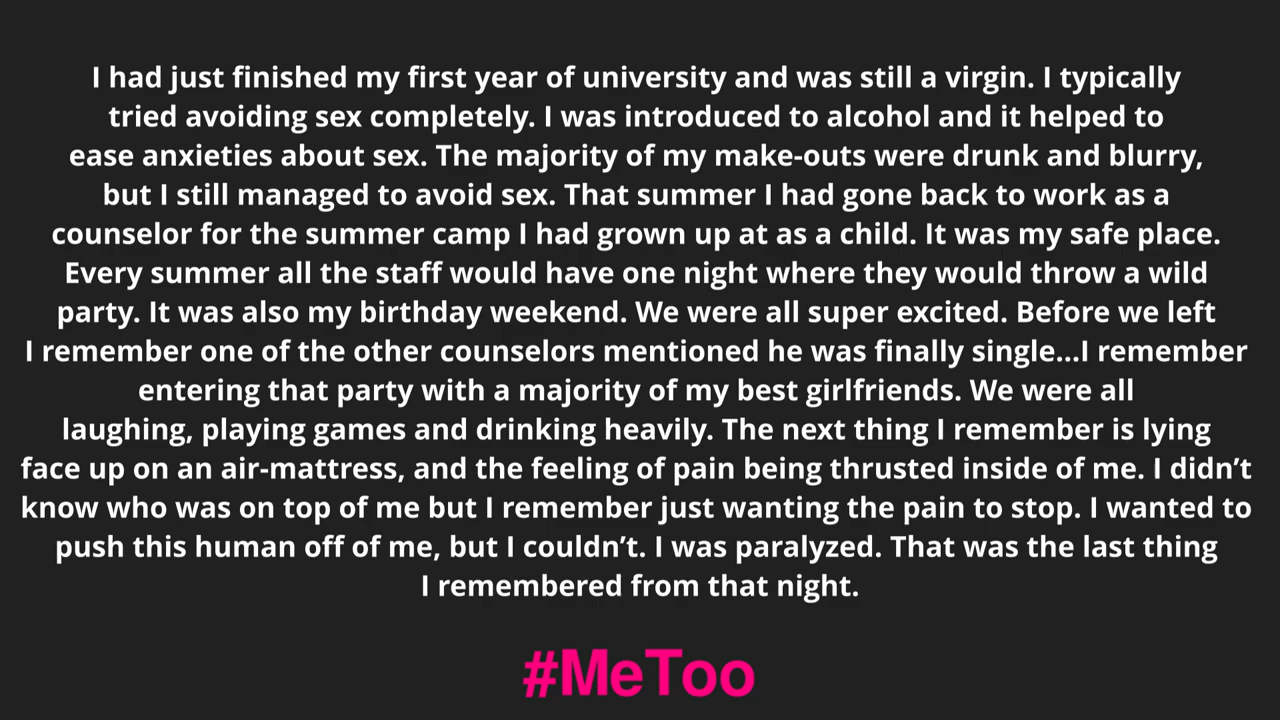 I had just finished my first year of university and was still a virgin. I typically
tried avoiding sex completely. I was introduced to alcohol and it helped to
ease anxieties about sex. The majority of my make-outs were drunk and blurry,
but I still managed to avoid sex. That summer I had gone back to work as a
counselor for the summer camp I had grown up at as a child. It was my safe place.
Every summer all the staff would have one night where they would throw a wild
party. It was also my birthday weekend. We were all super excited. Before we left
I remember one of the other counselors mentioned he was finally single...I remember
entering that party with a majority of my best girlfriends. We were all
laughing, playing games and drinking heavily. The next thing I remember is lying
face up on an air-mattress, and the feeling of pain being thrusted inside of me. I didn’t
know who was on top of me but I remember just wanting the pain to stop. I wanted to
push this human off of me, but I couldn’t. I was paralyzed. That was the last thing
I remembered from that night.
#MeToo